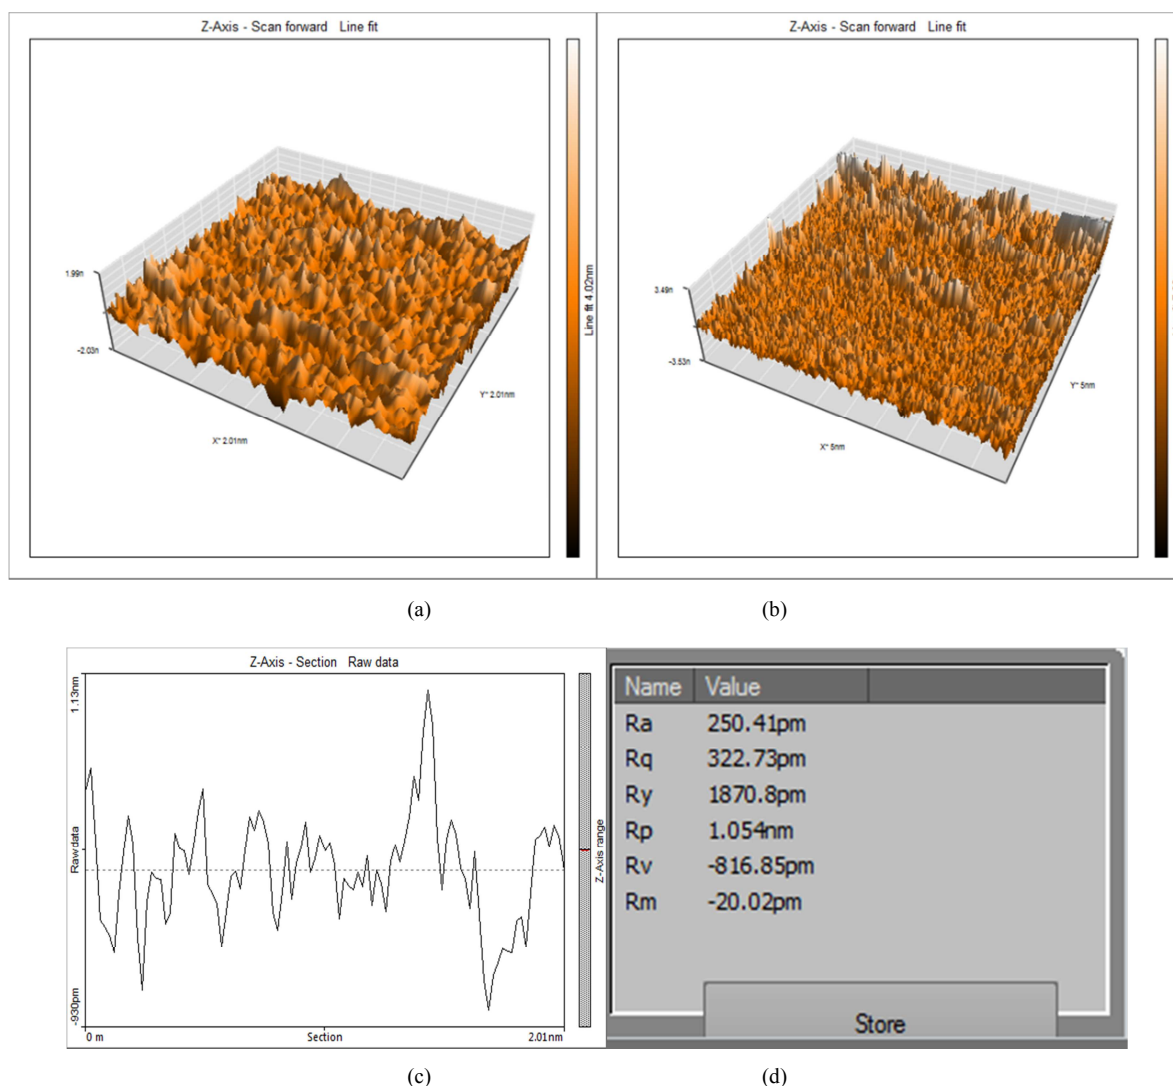 Z-Axis - Scan forward Line fit
1.99n
-2.03n
X* 2.01nm
Y* 2.01nm
Line fit 4.02nm
Z-Axis - Scan forward Line fit
3.49n
-3.53n
X* 5nm
Y* 5nm
(a)
(b)
Z-Axis - Section Raw data
1.13nm
Raw data
-930pm
0 m
Section
2.01nm
Z-Axis range
Name Value
Ra 250.41pm
Rq 322.73pm
Ry 1870.8pm
Rp 1.054nm
Rv -816.85pm
Rm -20.02pm
Store
(c)
(d)